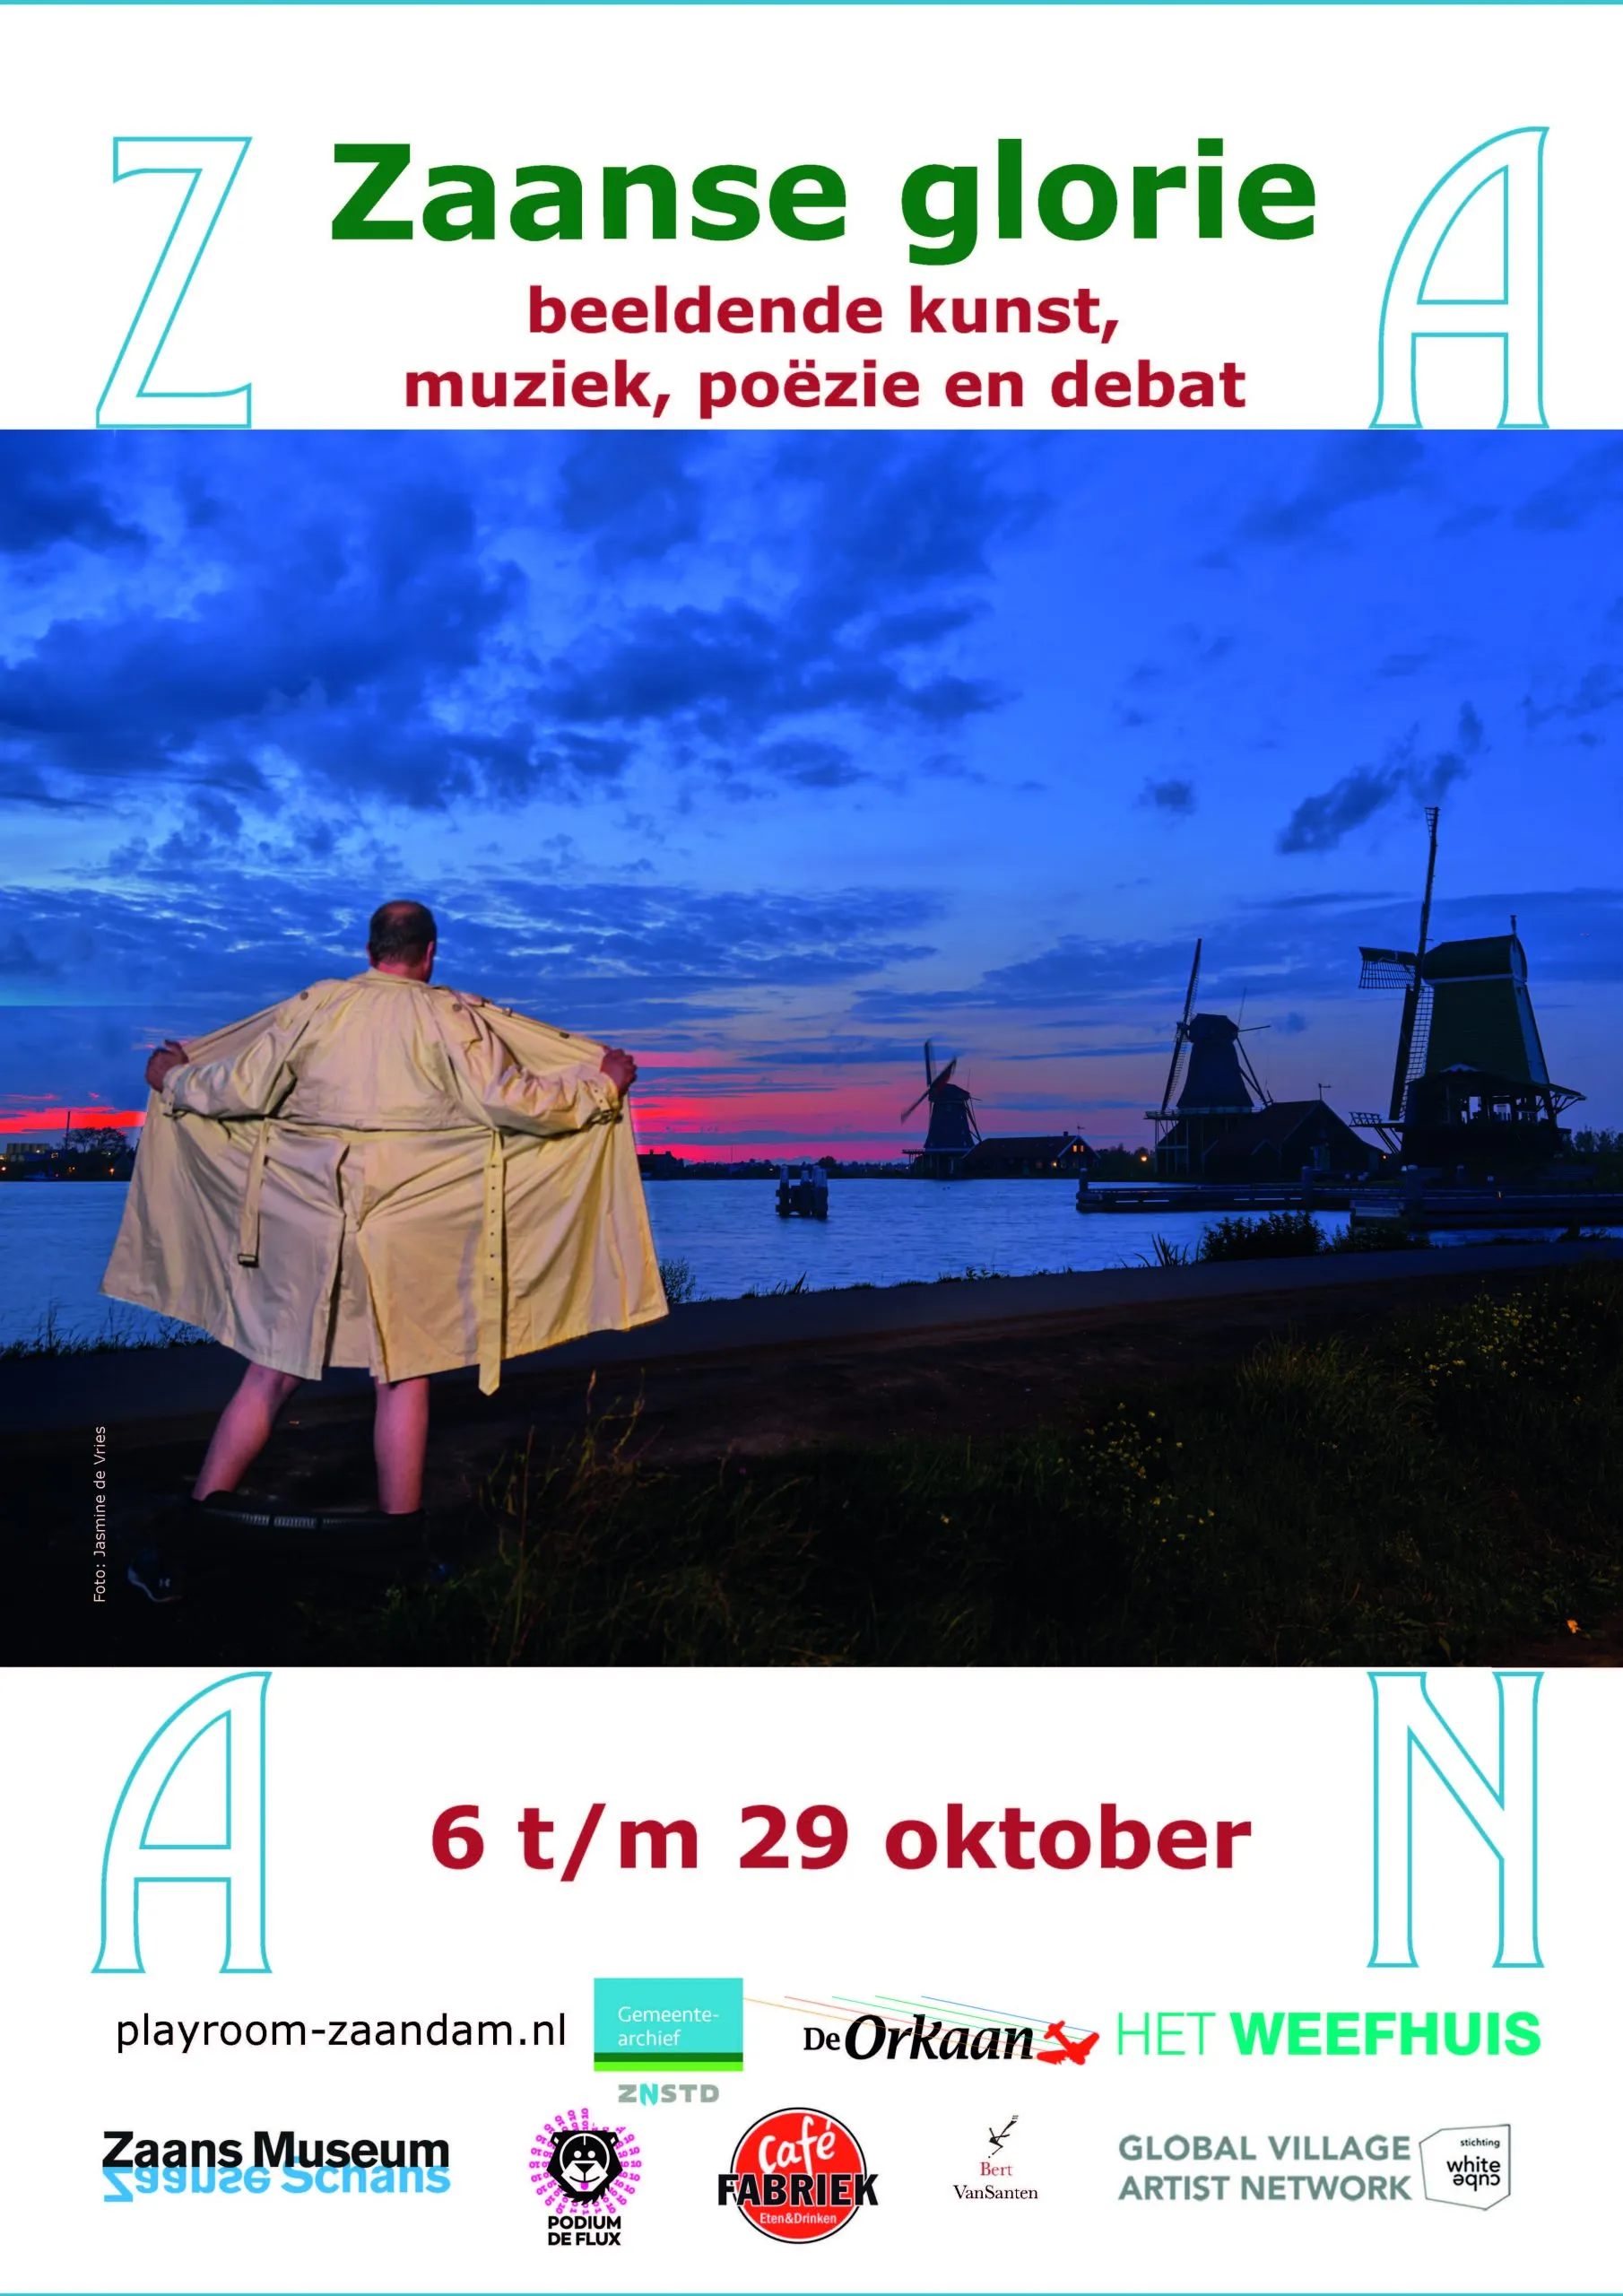 Z
A
Zaanse glorie
beeldende kunst,
muziek, poëzie en debat
Foto: Jasmine de Vries
A
N
6 t/m 29 oktober
playroom-zaandam.nl
Gemeente-
archief
ZNSTD
De Orkaan
HET WEEFHUIS
Zaans Museum
Zaanse Schans
PODIUM
DE FLUX
Café
FABRIEK
Eten&Drinken
Bert
VanSanten
GLOBAL VILLAGE
ARTIST NETWORK
stichting
white
cube